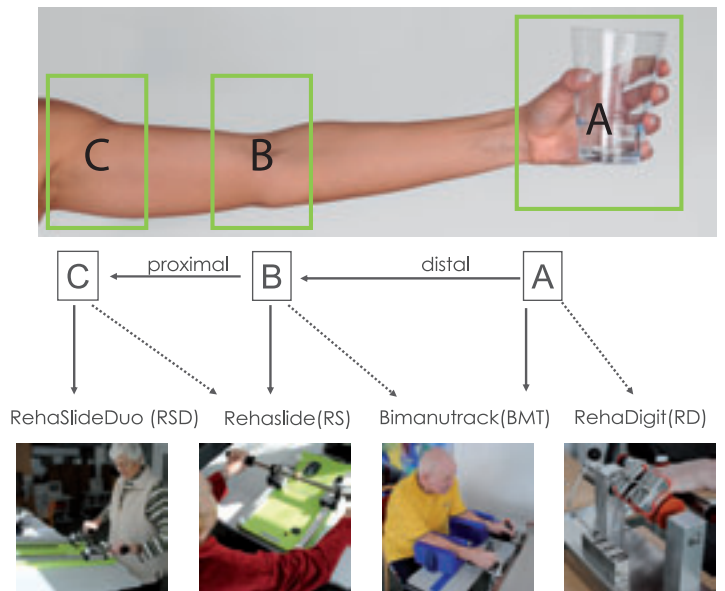 C B A
proximal distal
C B A
RehaSlideDuo (RSD) Rehaslide(RS) Bimanutrack(BMT) RehaDigit(RD)